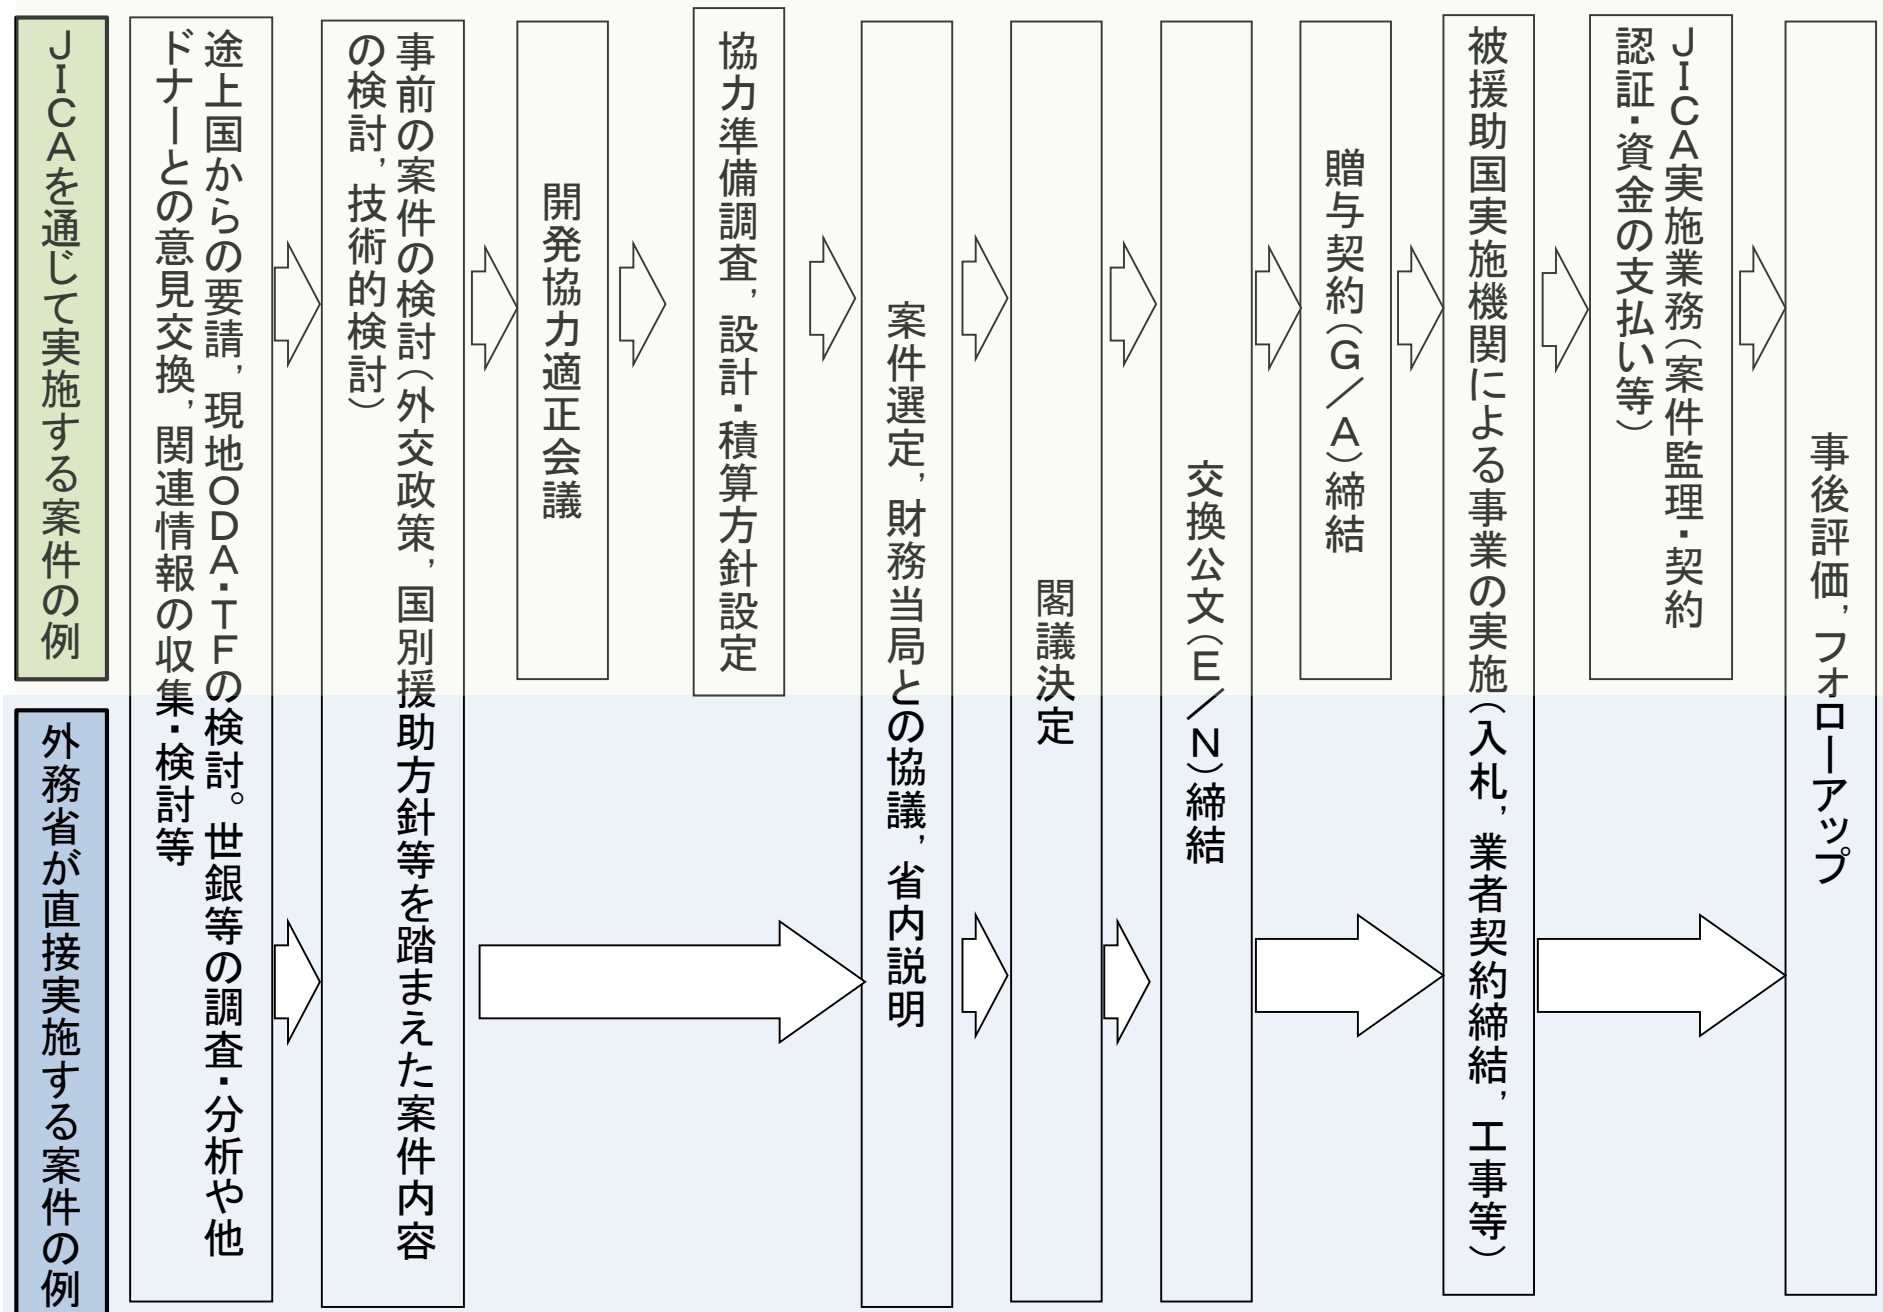 JICAを通じて実施する案件の例
外務省が直接実施する案件の例
途上国からの要請，現地ODA・TFの検討。世銀等の調査・分析や他
ドナーとの意見交換，関連情報の収集・検討等
事前の案件の検討（外交政策，国別援助方針等を踏まえた案件内容
の検討，技術的検討）
開発協力適正会議
協力準備調査，設計・積算方針設定
案件選定，財務当局との協議，省内説明
閣議決定
交換公文（E／N）締結
贈与契約（G／A）締結
被援助国実施機関による事業の実施（入札，業者契約締結，工事等）
JICA実施業務（案件監理・契約
認証・資金の支払い等）
事後評価，フォローアップ